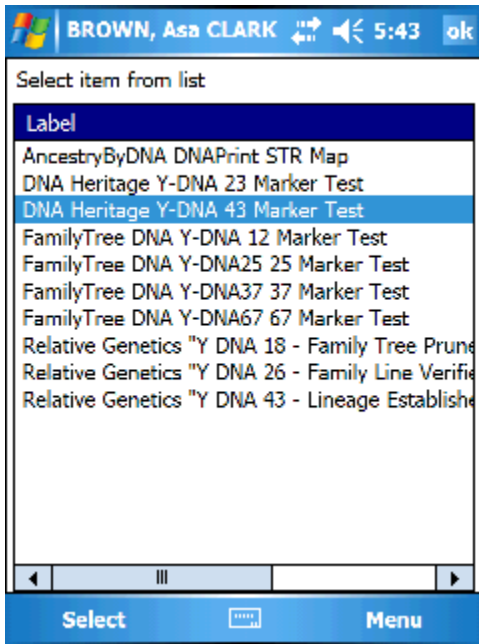 BROWN, Asa CLARK 5:43 ok
Select item from list
Label
AncestryByDNA DNAPrint STR Map
DNA Heritage Y-DNA 23 Marker Test
DNA Heritage Y-DNA 43 Marker Test
FamilyTree DNA Y-DNA 12 Marker Test
FamilyTree DNA Y-DNA25 25 Marker Test
FamilyTree DNA Y-DNA37 37 Marker Test
FamilyTree DNA Y-DNA67 67 Marker Test
Relative Genetics "Y DNA 18 - Family Tree Prune
Relative Genetics "Y DNA 26 - Family Line Verifie
Relative Genetics "Y DNA 43 - Lineage Establishe
Select Menu